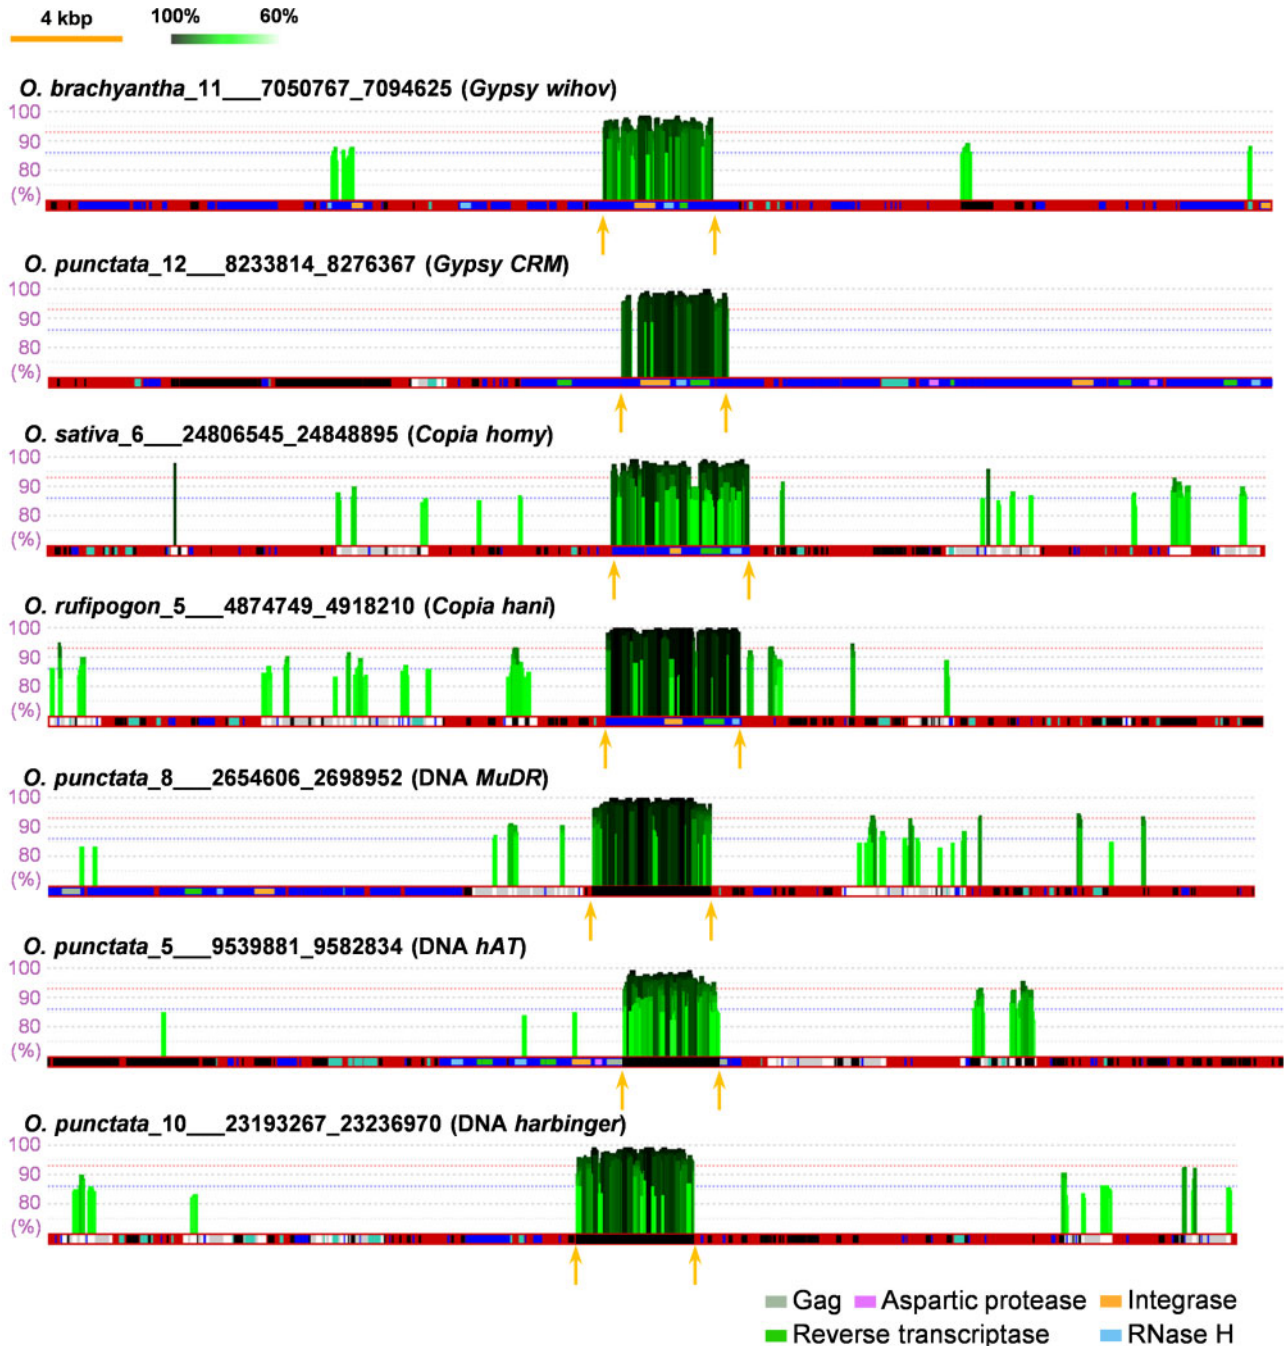 4 kbp 100% 60%
O. brachyantha_11___7050767_7094625 (Gypsy wihov)
100
90
80
(%)
O. punctata_12___8233814_8276367 (Gypsy CRM)
100
90
80
(%)
O. sativa_6___24806545_24848895 (Copia homy)
100
90
80
(%)
O. rufipogon_5___4874749_4918210 (Copia hani)
100
90
80
(%)
O. punctata_8___2654606_2698952 (DNA MuDR)
100
90
80
(%)
O. punctata_5___9539881_9582834 (DNA hAT)
100
90
80
(%)
O. punctata_10___23193267_23236970 (DNA harbinger)
100
90
80
(%)
Gag Aspartic protease Integrase
Reverse transcriptase RNase H